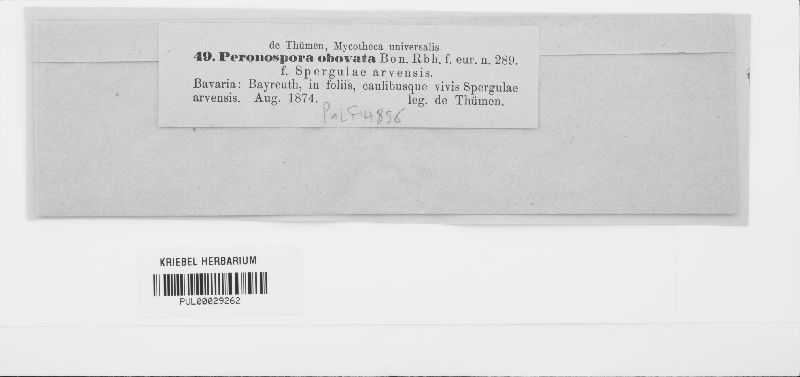 de Thümen, Mycotheca universalis.
49. Peronospora obovata Bon. Rbh. f. eur. n. 289.
f. Spergulae arvensis.
Bavaria: Bayreuth, in foliis, caulibusque vivis Spergulae
arvensis. Aug. 1874. leg. de Thümen.
PUL F14856
KRIEBEL HERBARIUM
PUL00029262